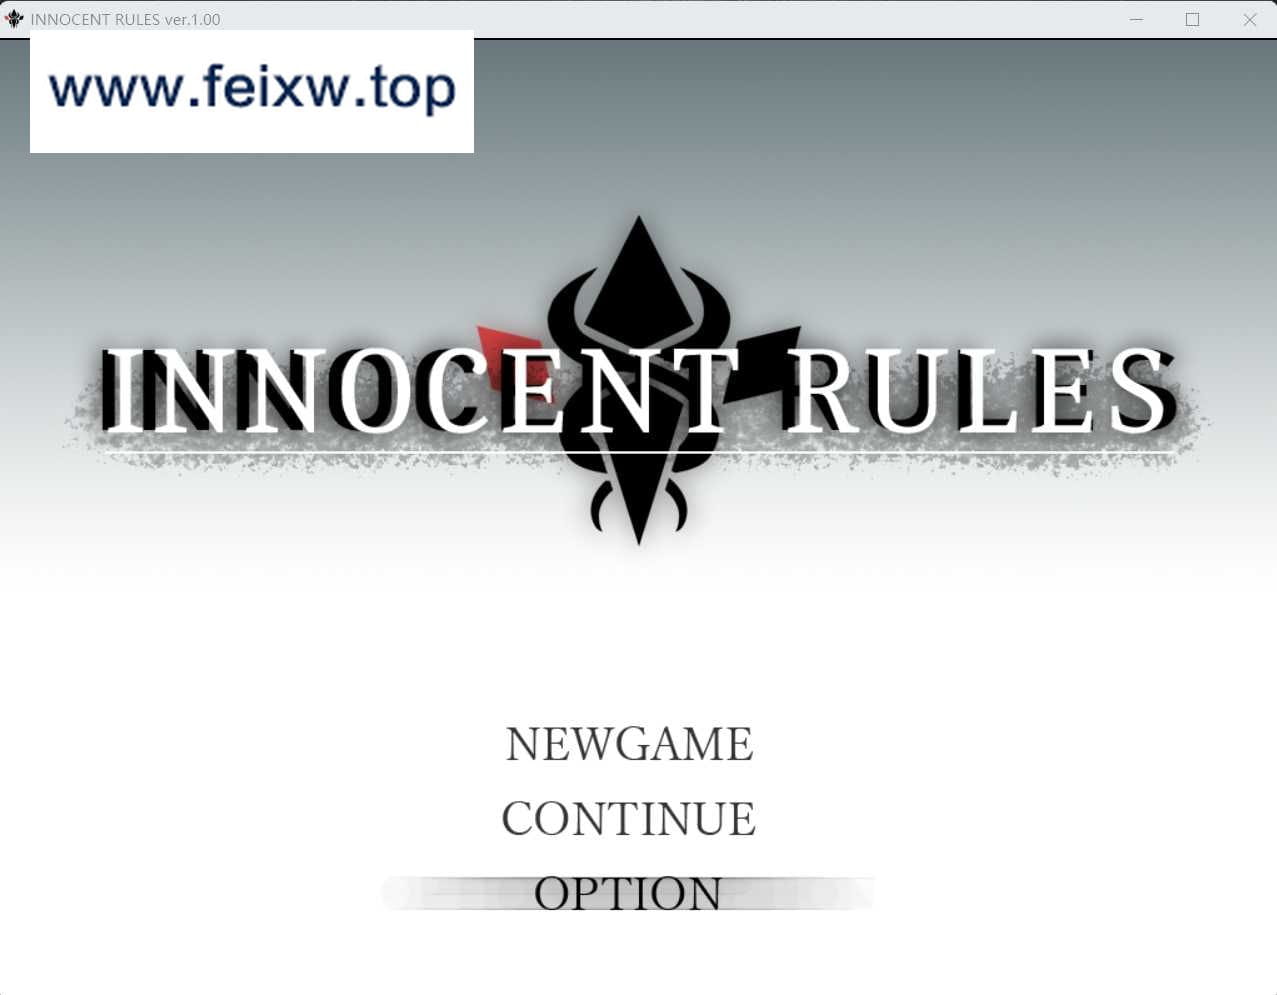 INNOCENT RULES ver.1.00
www.feixw.top
INNOCENT RULES
NEWGAME
CONTINUE
OPTION